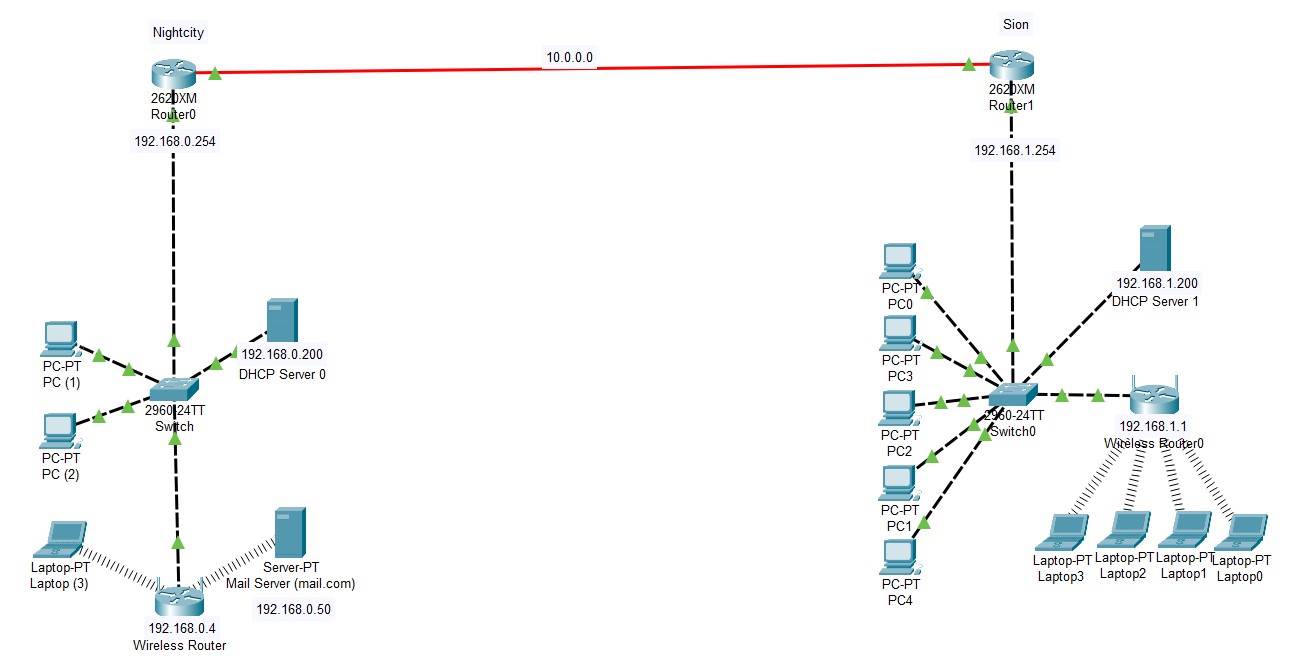 Nightcity
2620XM
Router0
192.168.0.254
10.0.0.0
Sion
2620XM
Router1
192.168.1.254
PC-PT
PC (1)
PC-PT
PC (2)
192.168.0.200
DHCP Server 0
2960-24TT
Switch
Laptop-PT
Laptop (3)
Server-PT
Mail Server (mail.com)
192.168.0.50
192.168.0.4
Wireless Router
PC-PT
PC0
PC-PT
PC3
PC-PT
PC2
PC-PT
PC1
PC-PT
PC4
192.168.1.200
DHCP Server 1
2960-24TT
Switch0
192.168.1.1
Wireless Router0
Laptop-PT
Laptop3
Laptop-PT
Laptop2
Laptop-PT
Laptop1
Laptop-PT
Laptop0